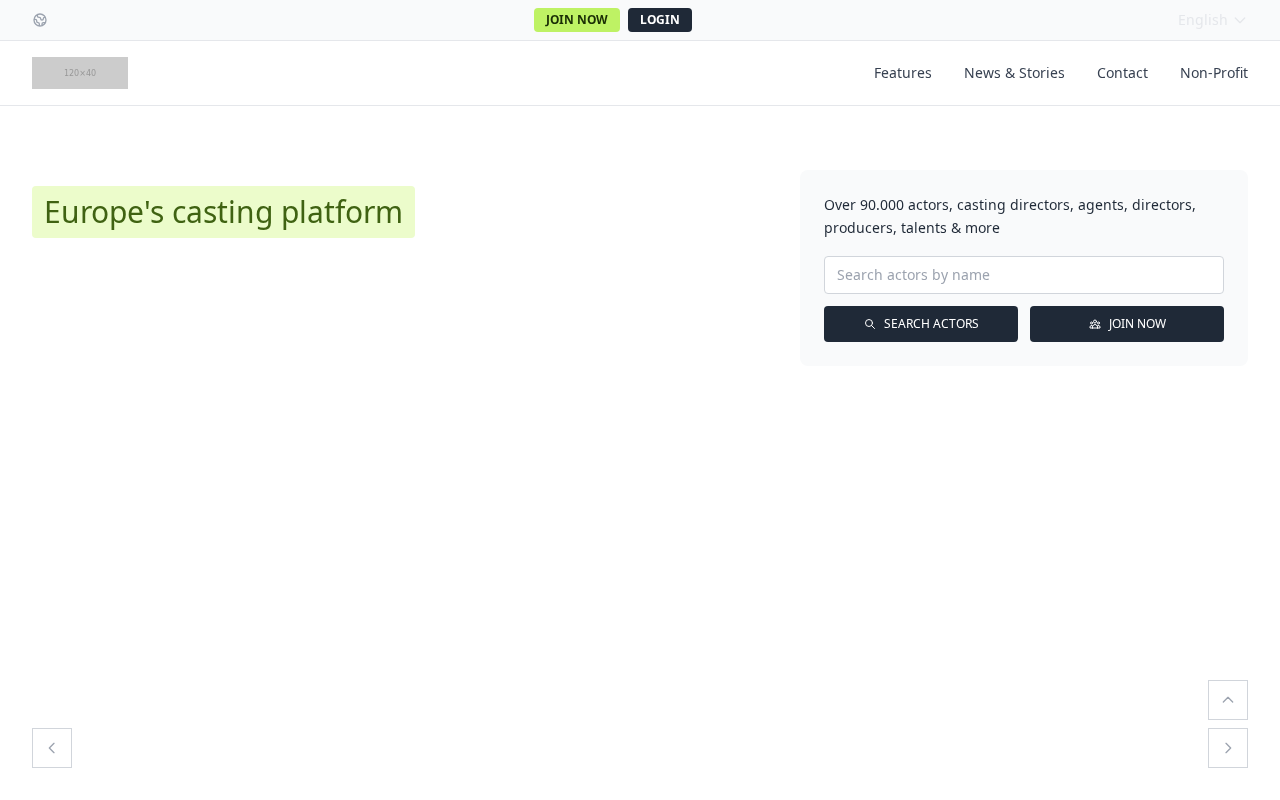 JOIN NOW
LOGIN
English
120×40
Features
News & Stories
Contact
Non-Profit
Europe's casting platform
Over 90.000 actors, casting directors, agents, directors,
producers, talents & more
Search actors by name
SEARCH ACTORS
JOIN NOW